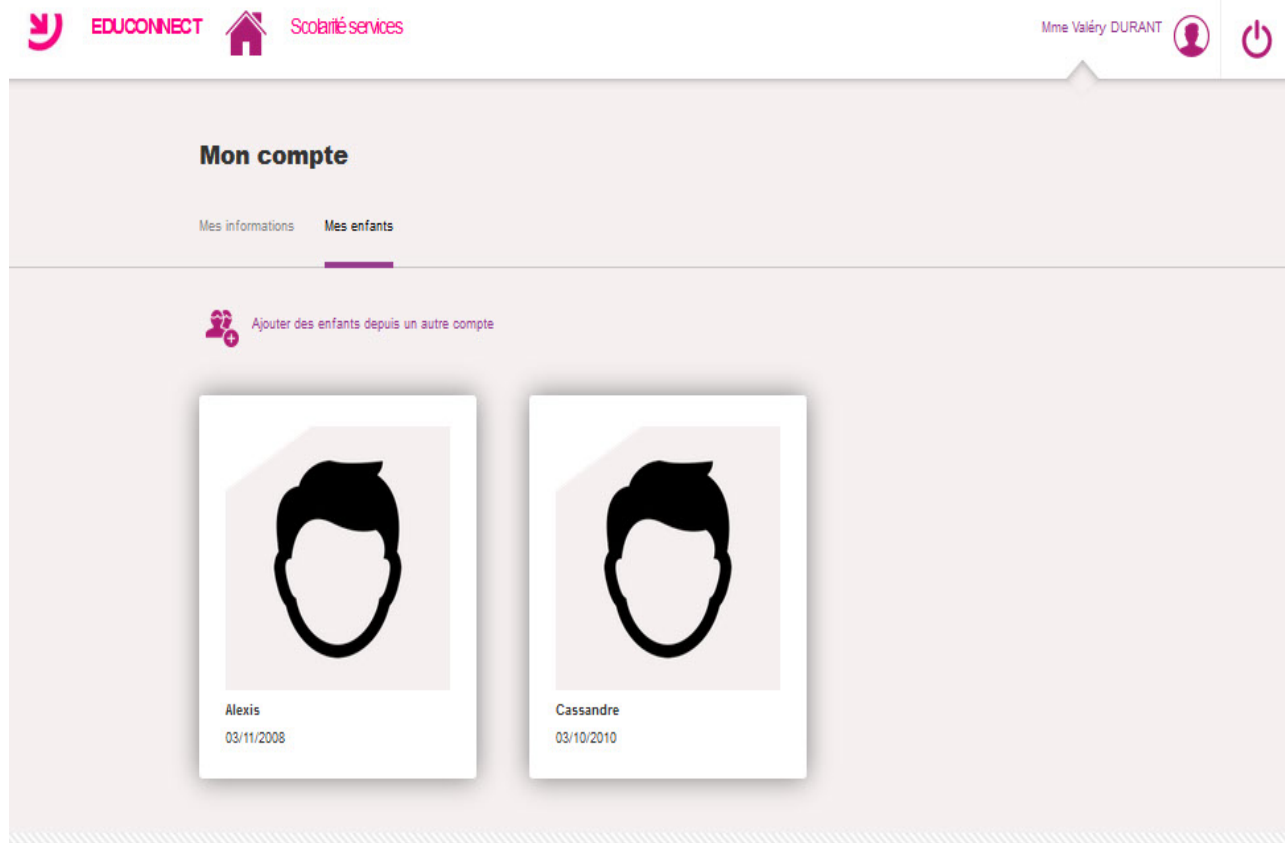 EDUCONNECT Scolarité services Mme Valéry DURANT
Mon compte
Mes informations Mes enfants
Ajouter des enfants depuis un autre compte
Alexis Cassandre
03/11/2008 03/10/2010